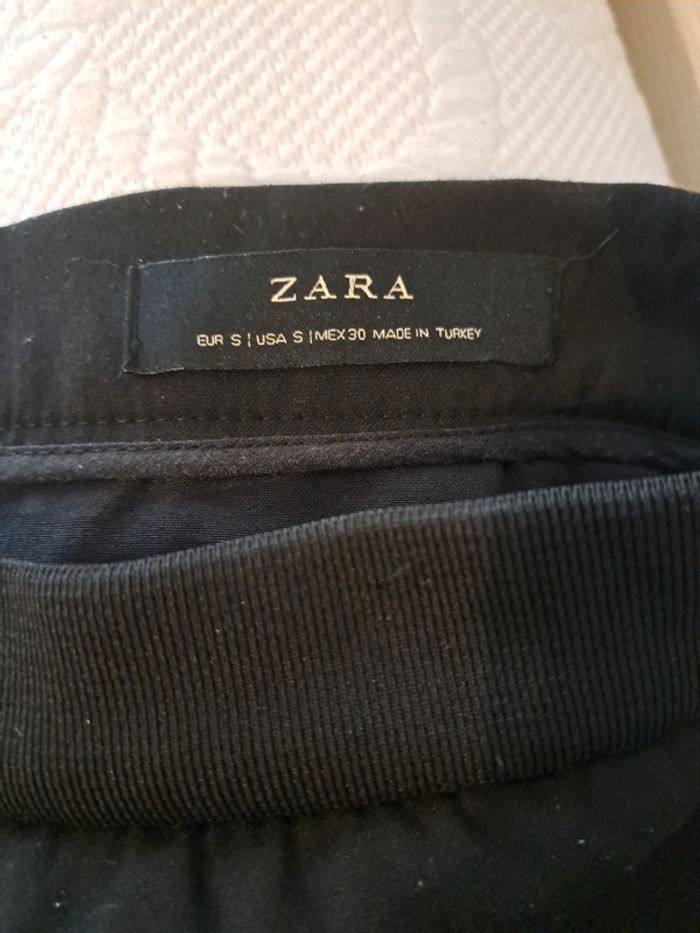 ZARA
EUR S | USA S | MEX 30 MADE IN TURKEY